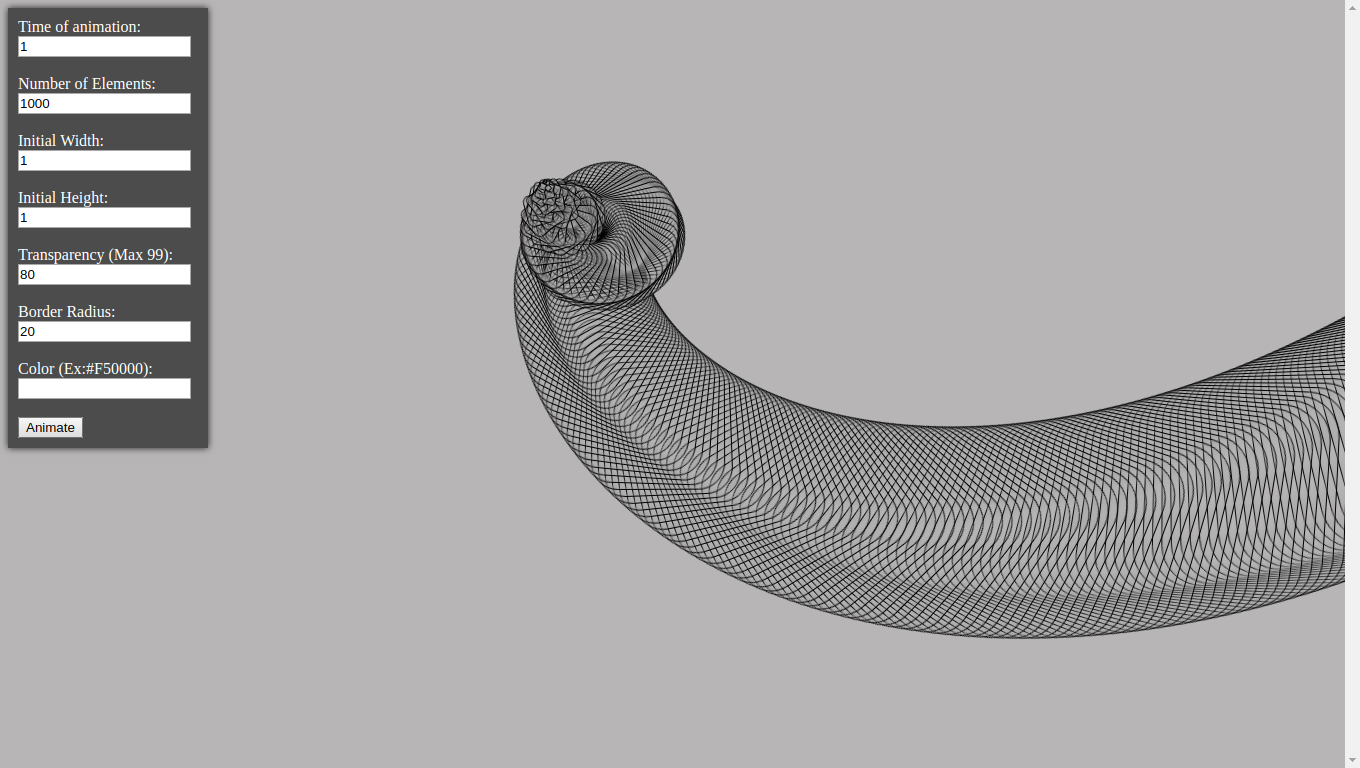 Time of animation:
1
Number of Elements:
1000
Initial Width:
1
Initial Height:
1
Transparency (Max 99):
80
Border Radius:
20
Color (Ex:#F50000):
Animate